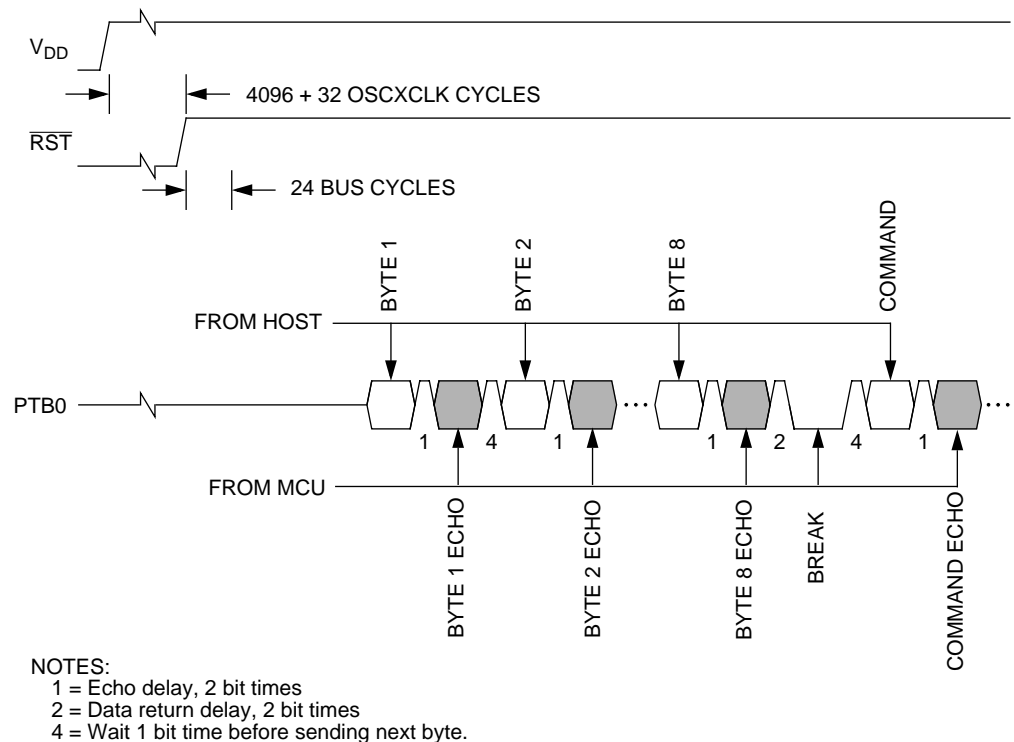 VDD
4096 + 32 OSCXCLK CYCLES
RST
24 BUS CYCLES
BYTE 1
BYTE 2
BYTE 8
COMMAND
FROM HOST
PTB0
1
4
1
1
2
4
1
FROM MCU
BYTE 1 ECHO
BYTE 2 ECHO
BYTE 8 ECHO
BREAK
COMMAND ECHO
NOTES:
1 = Echo delay, 2 bit times
2 = Data return delay, 2 bit times
4 = Wait 1 bit time before sending next byte.